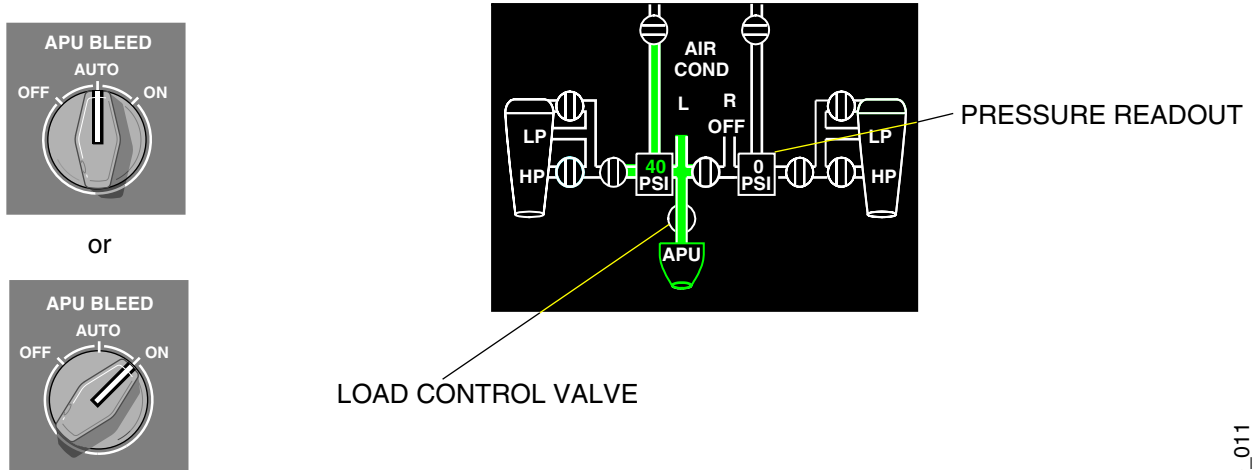 APU BLEED
AUTO
OFF ON
or
APU BLEED
AUTO
OFF ON
AIR
COND
L R
OFF
LP LP
HP 40 0 HP
PSI PSI
APU
PRESSURE READOUT
LOAD CONTROL VALVE
_011